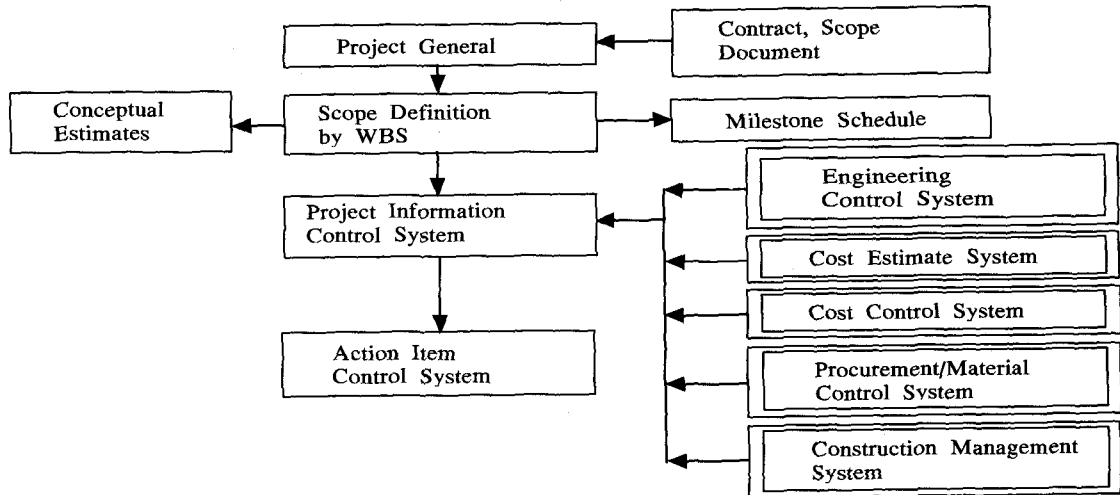 Project General
Contract, Scope
Document
Conceptual
Estimates
Scope Definition
by WBS
Milestone Schedule
Project Information
Control System
Engineering
Control System
Cost Estimate System
Cost Control System
Action Item
Control System
Procurement/Material
Control System
Construction Management
System